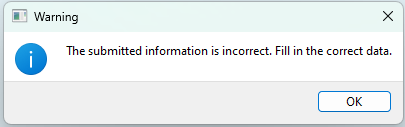 Warning
The submitted information is incorrect. Fill in the correct data.
OK